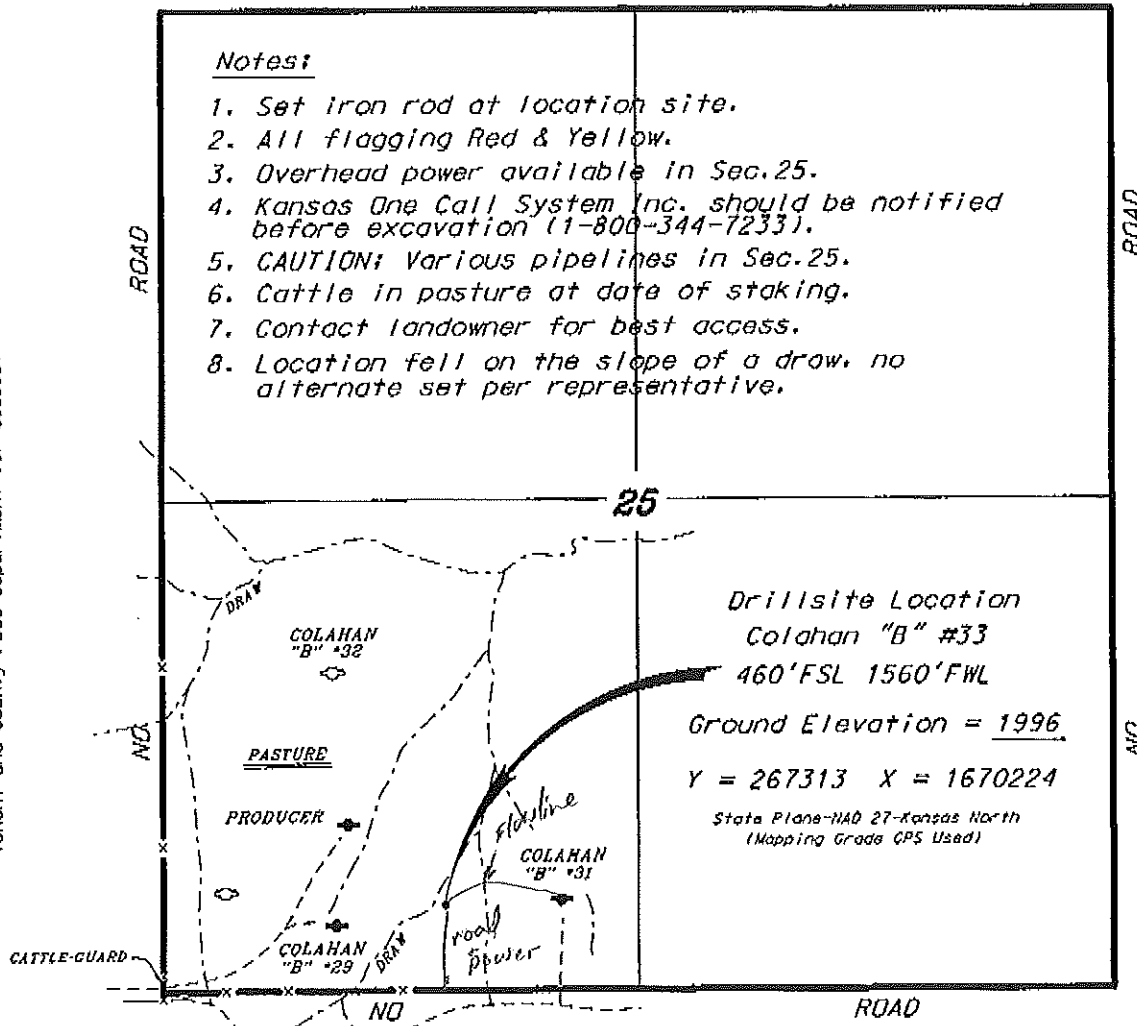 Notes:
1. Set iron rod at location site.
2. All flagging Red & Yellow.
3. Overhead power available in Sec.25.
4. Kansas One Call System Inc. should be notified
before excavation (1-800-344-7233).
5. CAUTION: Various pipelines in Sec.25.
6. Cattle in pasture at date of staking.
7. Contact landowner for best access.
8. Location fell on the slope of a draw, no
alternate set per representative.
ROAD
ROAD
25
DRAW
COLAHAN
"B" #32
Drillsite Location
Colahan "B" #33
460'FSL 1560'FWL
Ground Elevation = 1996
Y = 267313 X = 1670224
State Plane-NAD 27-Kansas North
(Mapping Grade GPS Used)
NO
NO
PASTURE
PRODUCER
flowline
COLAHAN
"B" #31
road
power
COLAHAN
"B" #29
DRAW
CATTLE-GUARD
NO
ROAD